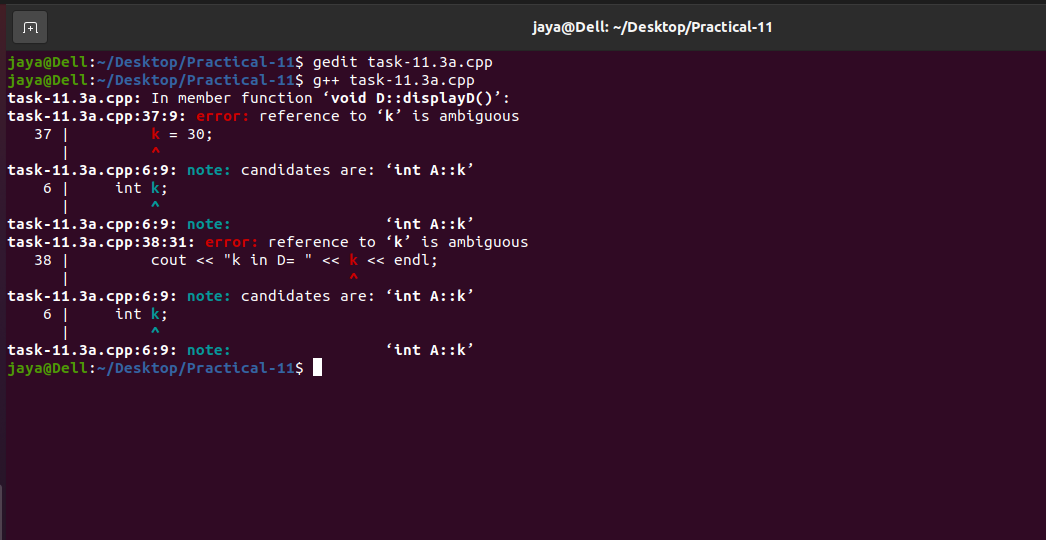 jaya@Dell: ~/Desktop/Practical-11
jaya@Dell:~/Desktop/Practical-11$ gedit task-11.3a.cpp
jaya@Dell:~/Desktop/Practical-11$ g++ task-11.3a.cpp
task-11.3a.cpp: In member function ‘void D::displayD()’:
task-11.3a.cpp:37:9: error: reference to ‘k’ is ambiguous
   37 |         k = 30;
      |         ^
task-11.3a.cpp:6:9: note: candidates are: ‘int A::k’
    6 |     int k;
      |         ^
task-11.3a.cpp:6:9: note:                 ‘int A::k’
task-11.3a.cpp:38:31: error: reference to ‘k’ is ambiguous
   38 |         cout << "k in D= " << k << endl;
      |                               ^
task-11.3a.cpp:6:9: note: candidates are: ‘int A::k’
    6 |     int k;
      |         ^
task-11.3a.cpp:6:9: note:                 ‘int A::k’
jaya@Dell:~/Desktop/Practical-11$